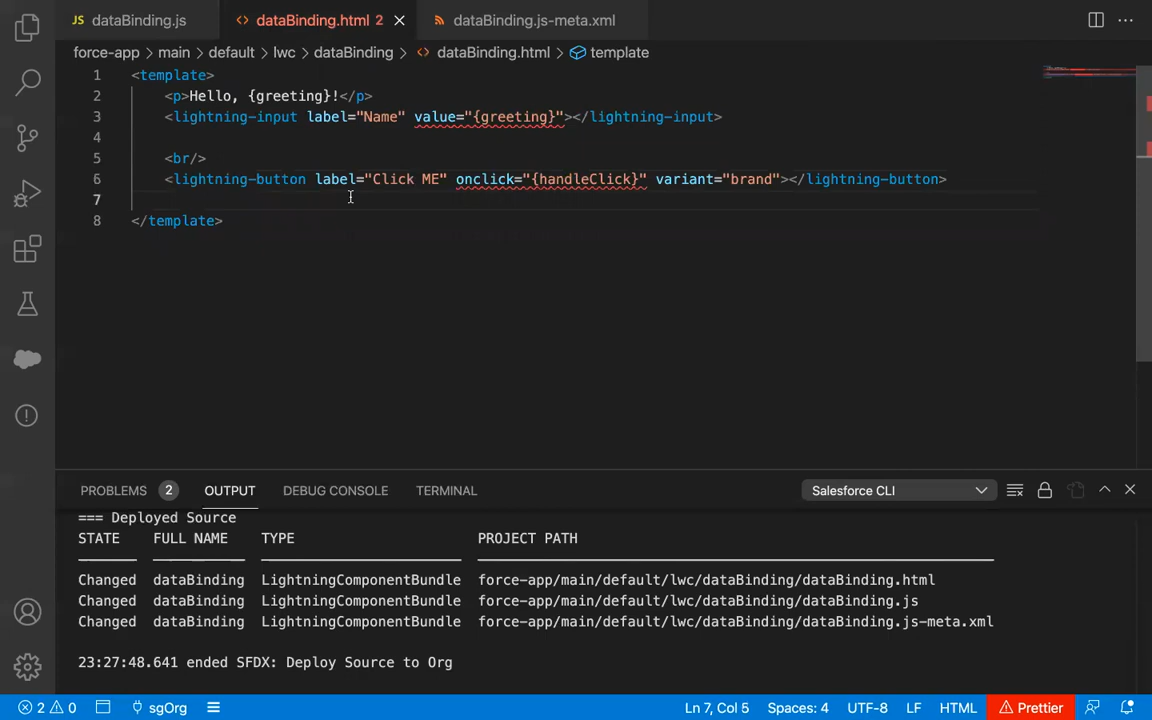 JS dataBinding.js
<> dataBinding.html 2
dataBinding.js-meta.xml
force-app > main > default > lwc > dataBinding > <> dataBinding.html > template
1 <template>
2 <p>Hello, {greeting}!</p>
3 <lightning-input label="Name" value="{greeting}"></lightning-input>
4
5 <br/>
6 <lightning-button label="Click ME" onclick="{handleClick}" variant="brand"></lightning-button>
7
8 </template>
PROBLEMS 2 OUTPUT DEBUG CONSOLE TERMINAL Salesforce CLI
=== Deployed Source
STATE FULL NAME TYPE PROJECT PATH
Changed dataBinding LightningComponentBundle force-app/main/default/lwc/dataBinding/dataBinding.html
Changed dataBinding LightningComponentBundle force-app/main/default/lwc/dataBinding/dataBinding.js
Changed dataBinding LightningComponentBundle force-app/main/default/lwc/dataBinding/dataBinding.js-meta.xml
23:27:48.641 ended SFDX: Deploy Source to Org
2 0 sgOrg Ln 7, Col 5 Spaces: 4 UTF-8 LF HTML Prettier